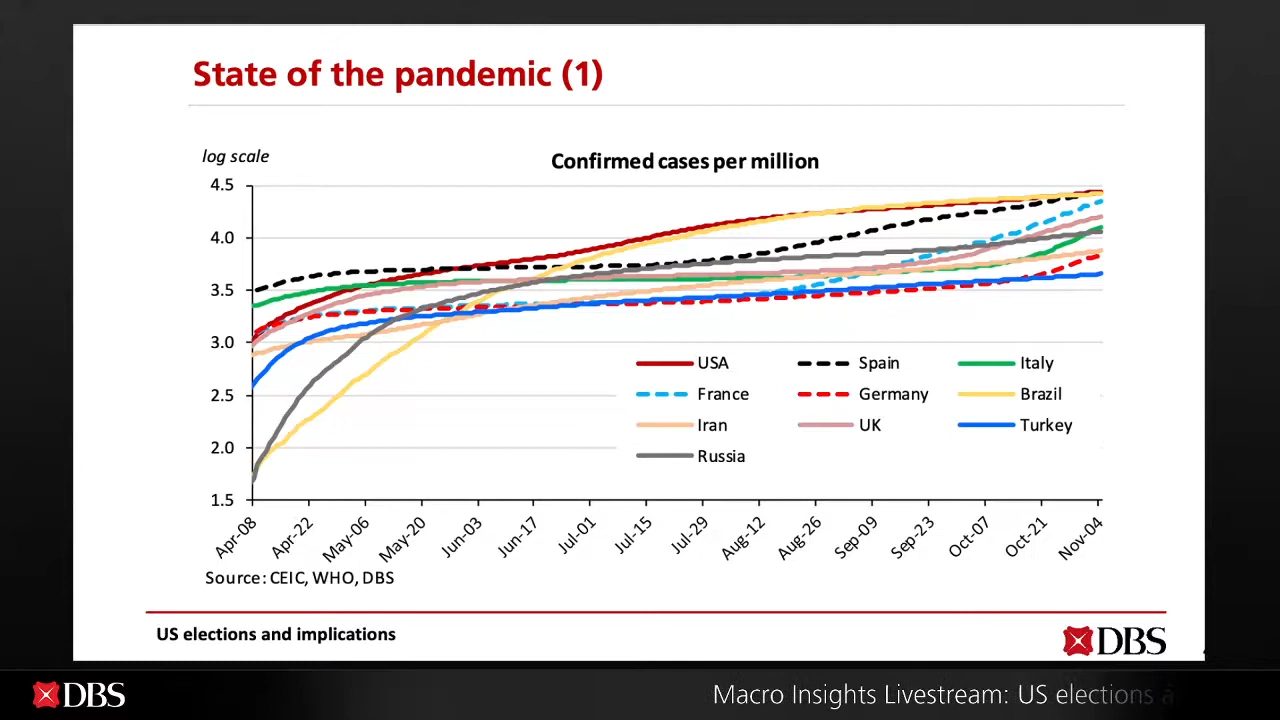 State of the pandemic (1)
log scale
Confirmed cases per million
4.5
4.0
3.5
3.0
2.5
2.0
1.5
USA Spain Italy
France Germany Brazil
Iran UK Turkey
Russia
Apr-08 Apr-22 May-06 May-20 Jun-03 Jun-17 Jul-01 Jul-15 Jul-29 Aug-12 Aug-26 Sep-09 Sep-23 Oct-07 Oct-21 Nov-04
Source: CEIC, WHO, DBS
US elections and implications
DBS
DBS
Macro Insights Livestream: US elections